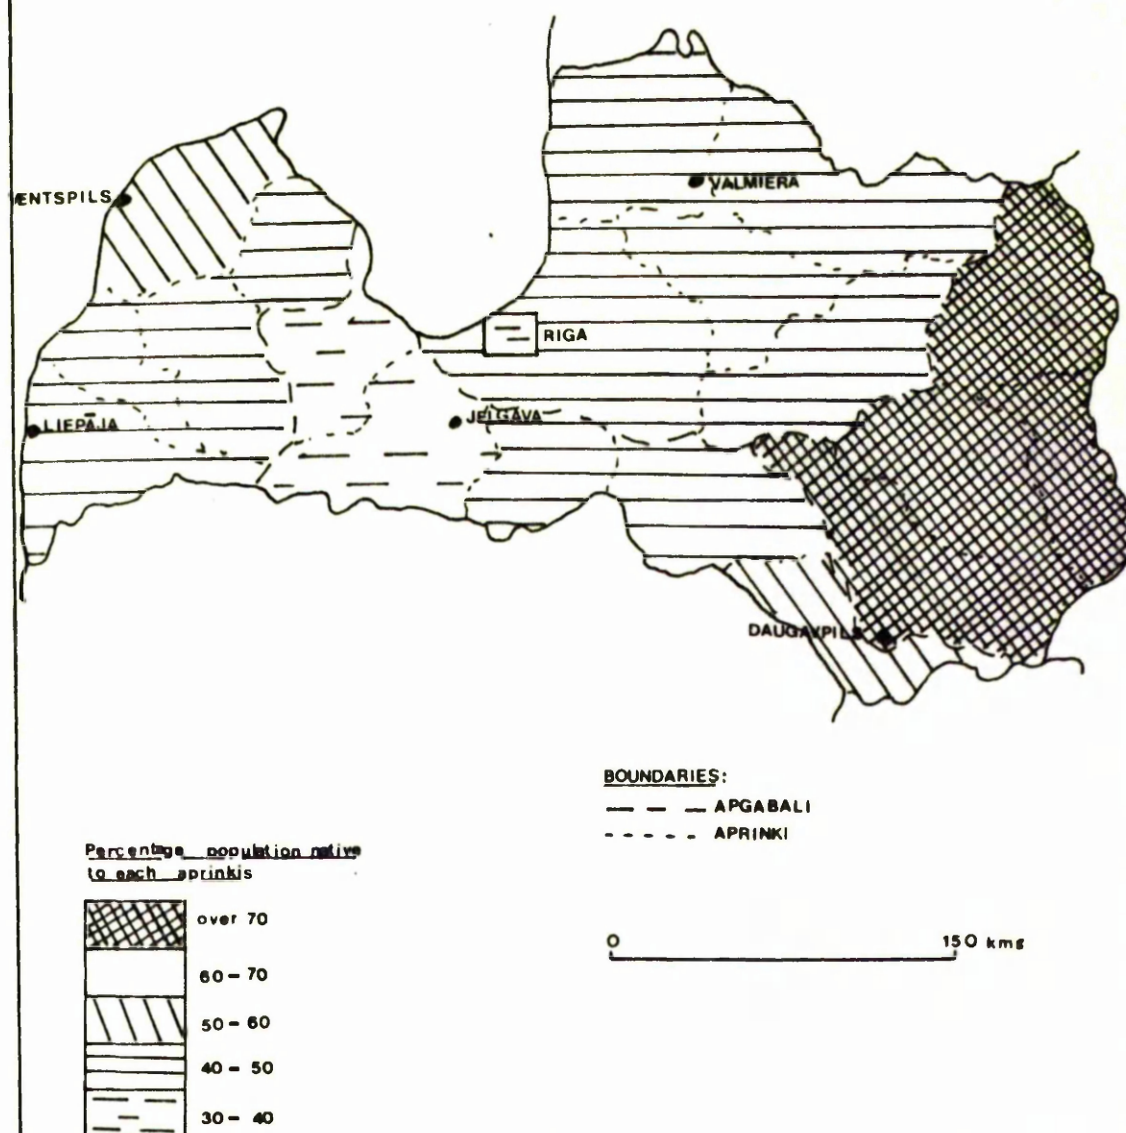 VALMIERA
ENTSPILS
RIGA
LIEPĀJA
JELGAVA
DAUGAVPILS
BOUNDARIES:
APGABALI
APRINKI
Percentage population native
to each aprinkis
over 70
60 - 70
50 - 60
40 - 50
30 - 40
0 150 kms